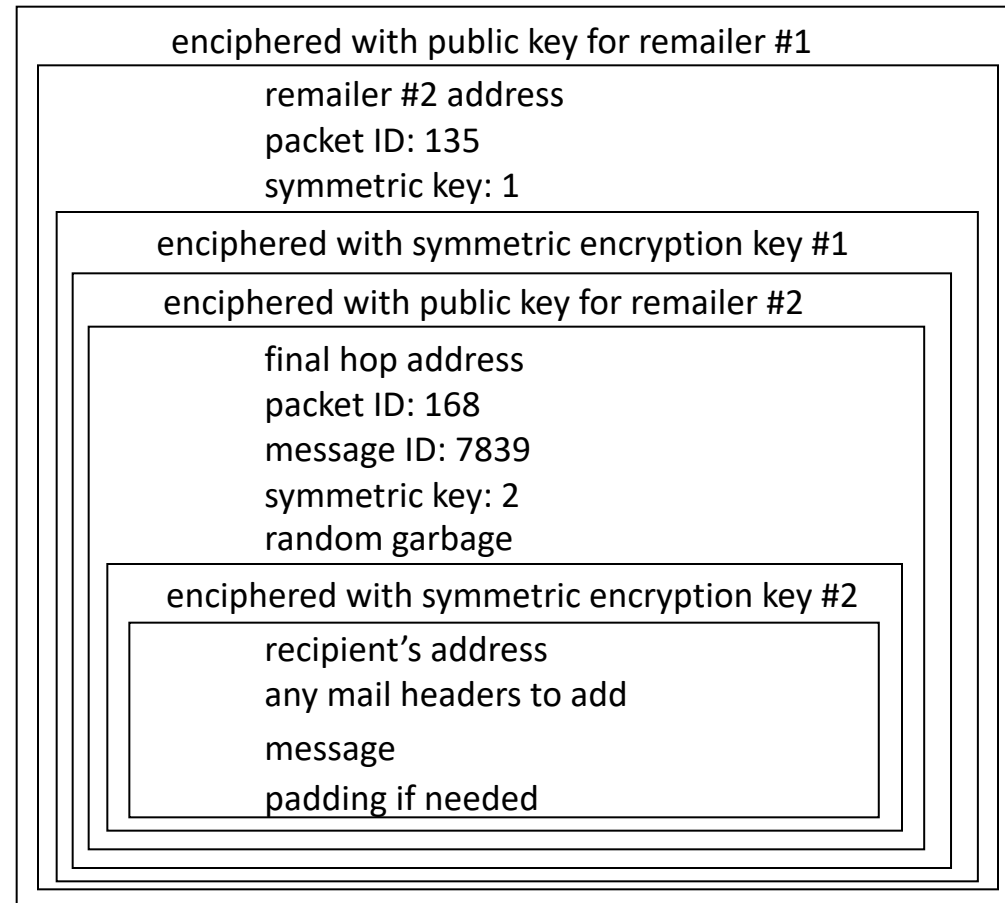 enciphered with public key for remailer #1
remailer #2 address
packet ID: 135
symmetric key: 1
enciphered with symmetric encryption key #1
enciphered with public key for remailer #2
final hop address
packet ID: 168
message ID: 7839
symmetric key: 2
random garbage
enciphered with symmetric encryption key #2
recipient’s address
any mail headers to add
message
padding if needed